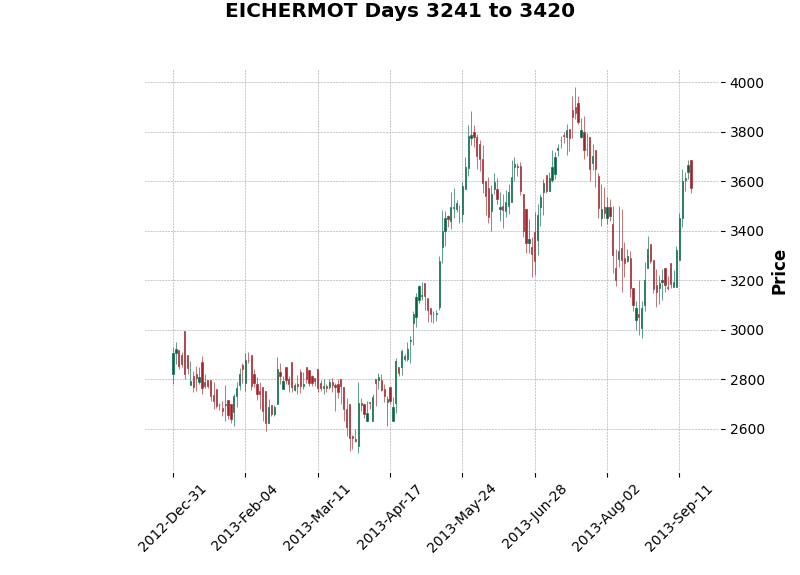 EICHERMOT Days 3241 to 3420
4000
3800
3600
3400
3200
3000
2800
2600
Price
2012-Dec-31
2013-Feb-04
2013-Mar-11
2013-Apr-17
2013-May-24
2013-Jun-28
2013-Aug-02
2013-Sep-11